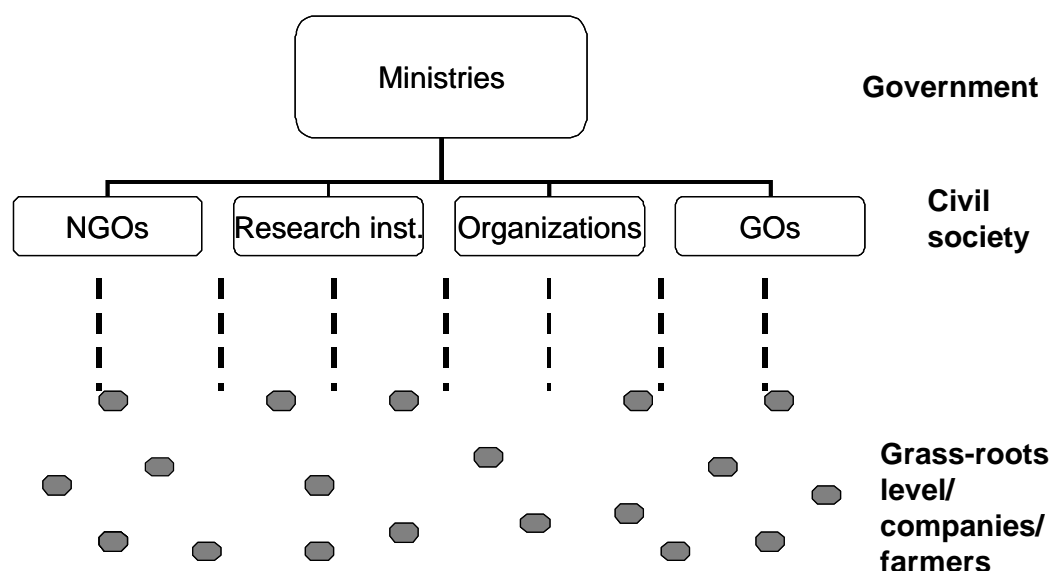 Ministries
Government
NGOs
Research inst.
Organizations
GOs
Civil
society
Grass-roots
level/
companies/
farmers